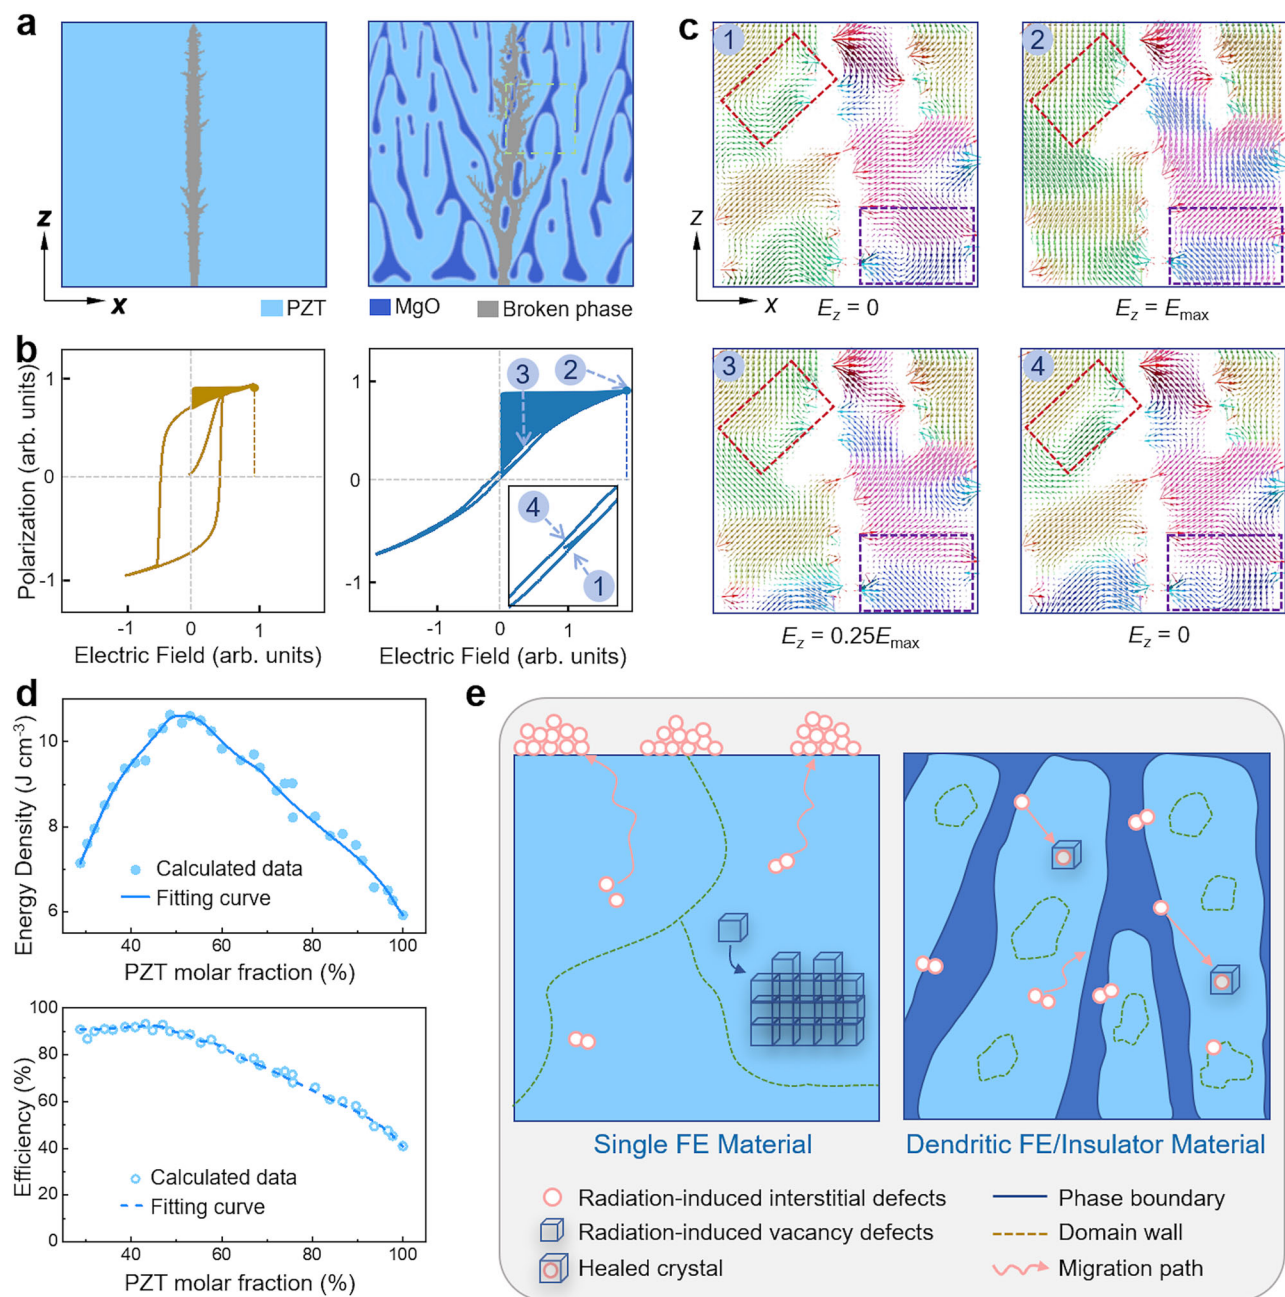 a
z
x
PZT
MgO
Broken phase
b
Polarization (arb. units)
1
0
-1
-1
0
1
Electric Field (arb. units)
1
0
-1
3
2
4
1
-1
0
1
Electric Field (arb. units)
c
1
2
z
x
E_z = 0
E_z = E_max
3
4
E_z = 0.25E_max
E_z = 0
d
Energy Density (J cm⁻³)
10
8
6
Calculated data
Fitting curve
40
60
80
100
PZT molar fraction (%)
Efficiency (%)
100
80
60
40
20
0
Calculated data
Fitting curve
40
60
80
100
PZT molar fraction (%)
e
Single FE Material
Dendritic FE/Insulator Material
Radiation-induced interstitial defects
Phase boundary
Radiation-induced vacancy defects
Domain wall
Healed crystal
Migration path